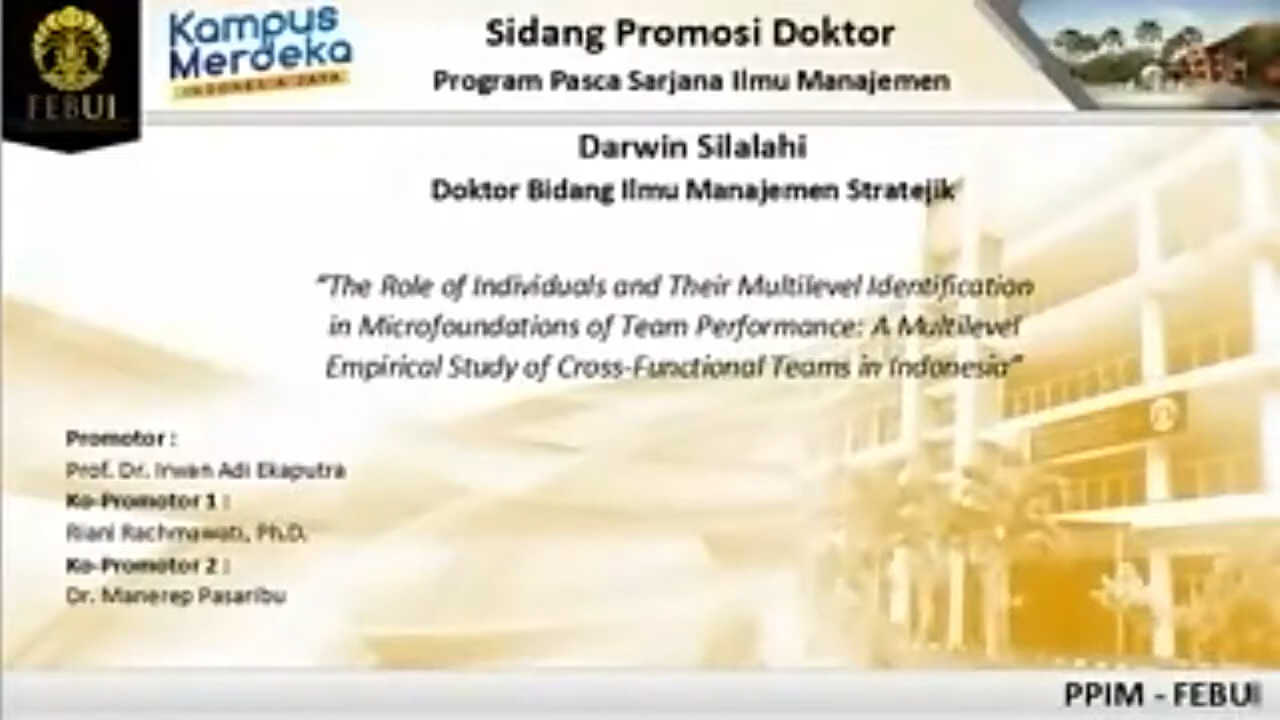 FEBUI
Kampus
Merdeka
INDONESIA JAYA
Sidang Promosi Doktor
Program Pasca Sarjana Ilmu Manajemen
Darwin Silalahi
Doktor Bidang Ilmu Manajemen Stratejik
"The Role of Individuals and Their Multilevel Identification
in Microfoundations of Team Performance: A Multilevel
Empirical Study of Cross-Functional Teams in Indonesia"
Promotor :
Prof. Dr. Irwan Adi Ekaputra
Ko-Promotor 1 :
Riani Rachmawati, Ph.D.
Ko-Promotor 2 :
Dr. Manerep Pasaribu
PPIM - FEBUI